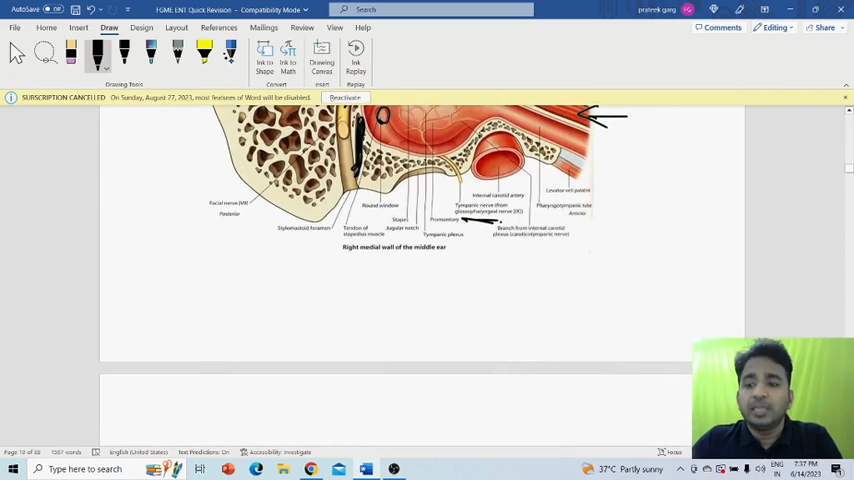 AutoSave Off FGME ENT Quick Revision - Compatibility Mode Search prateek garg
File Home Insert Draw Design Layout References Mailings Review View Help Comments Editing Share
Ink to Shape Ink to Math Drawing Canvas Ink Replay
Drawing Tools Convert Insert Replay
SUBSCRIPTION CANCELLED On Sunday, August 27, 2023, most features of Word will be disabled. Reactivate
Levator veli palatini
Internal carotid artery
Facial nerve (VII)
Round window
Tympanic nerve (from glossopharyngeal nerve [IX])
Pharyngotympanic tube
Posterior
Anterior
Stapes
Promontory
Stylomastoid foramen
Tendon of stapedius muscle
Jugular notch
Branch from internal carotid plexus (caroticotympanic nerve)
Tympanic plexus
Right medial wall of the middle ear
English (United States) Text Predictions: On Accessibility: Investigate Focus
Type here to search 37°C Partly sunny ENG IN 7:37 PM 6/14/2023